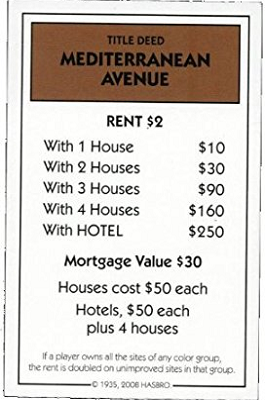 TITLE DEED
MEDITERRANEAN
AVENUE
RENT $2
With 1 House $10
With 2 Houses $30
With 3 Houses $90
With 4 Houses $160
With HOTEL $250
Mortgage Value $30
Houses cost $50 each
Hotels, $50 each
plus 4 houses
If a player owns all the sites of any color group,
the rent is doubled on unimproved sites in that group.
© 1935, 2008 HASBRO.